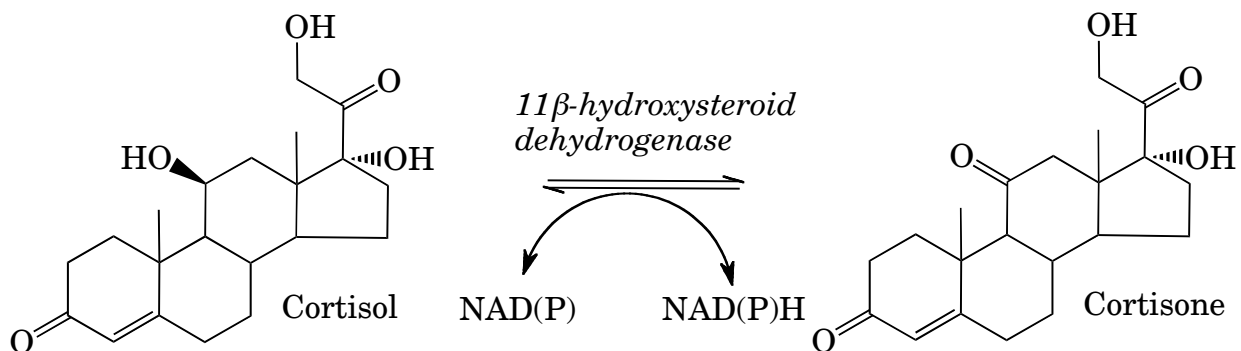 OH
O
HO
OH
O
Cortisol
11β-hydroxysteroid
dehydrogenase
NAD(P)
NAD(P)H
OH
O
O
OH
O
Cortisone